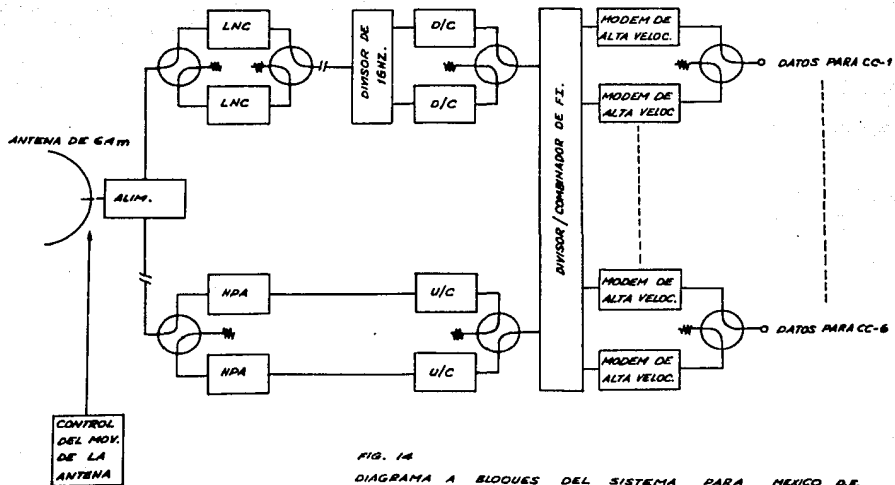 LNC
LNC
DIVISOR DE
1GHZ.
D/C
D/C
DIVISOR/COMBINADOR DE F.I.
MODEM DE
ALTA VELOC.
MODEM DE
ALTA VELOC
DATOS PARA CC-1
ANTENA DE 6.4m
ALIM.
HPA
HPA
U/C
U/C
MODEM DE
ALTA VELOC.
MODEM DE
ALTA VELOC.
DATOS PARA CC-6
CONTROL
DEL MOV.
DE LA
ANTENA
FIG. 14
DIAGRAMA A BLOQUES DEL SISTEMA PARA MEXICO D.F.